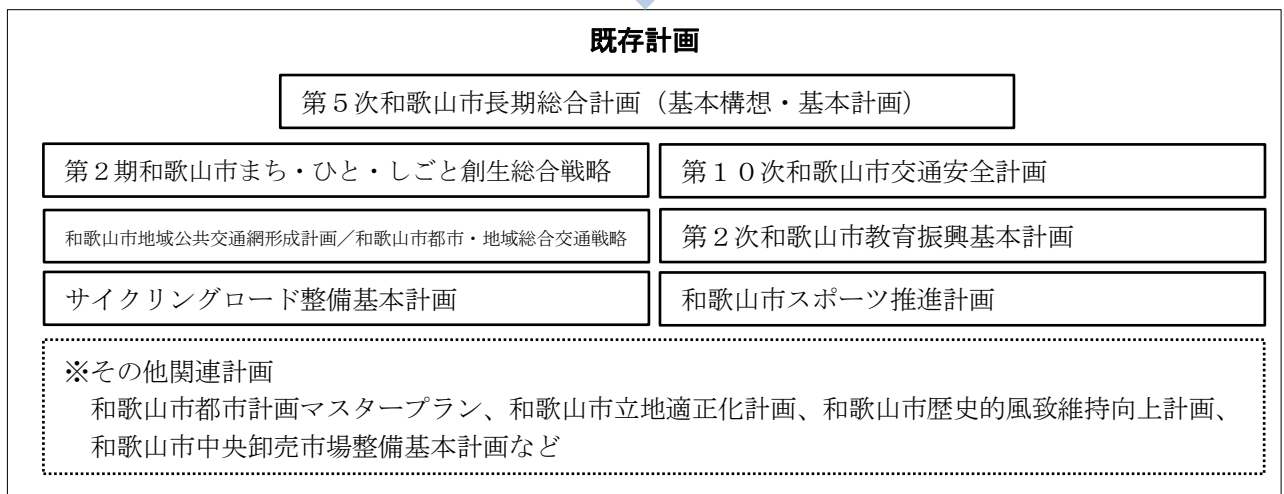 既存計画
第５次和歌山市長期総合計画（基本構想・基本計画）
第２期和歌山市まち・ひと・しごと創生総合戦略
第１０次和歌山市交通安全計画
和歌山市地域公共交通網形成計画／和歌山市都市・地域総合交通戦略
第２次和歌山市教育振興基本計画
サイクリングロード整備基本計画
和歌山市スポーツ推進計画
※その他関連計画
和歌山市都市計画マスタープラン、和歌山市立地適正化計画、和歌山市歴史的風致維持向上計画、
和歌山市中央卸売市場整備基本計画など